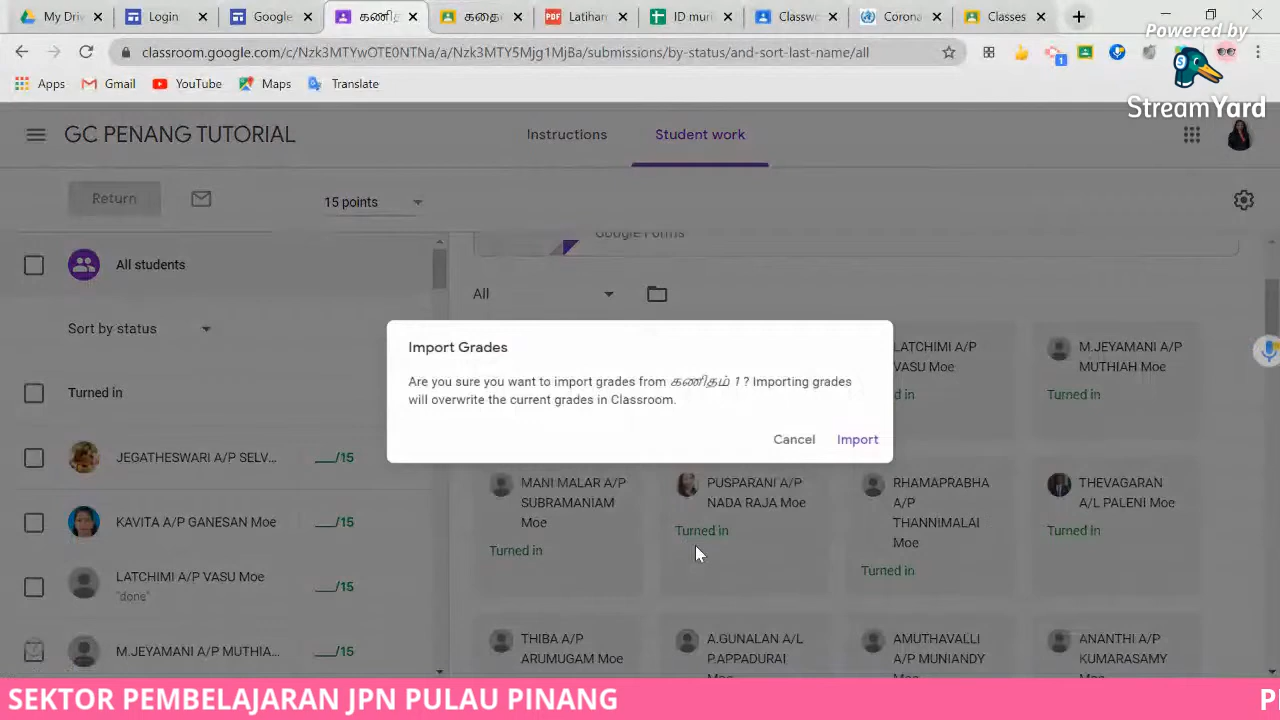 My Driv
Login
Google
கணித
கதை
Latihan
ID muri
Classwo
Corona
Classes
Powered by
StreamYard
classroom.google.com/c/Nzk3MTYwOTE0NTNa/a/Nzk3MTY5Mjg1MjBa/submissions/by-status/and-sort-last-name/all
1
Apps
Gmail
YouTube
Maps
Translate
GC PENANG TUTORIAL
Instructions
Student work
Return
15 points
Google Forms
All students
All
Sort by status
LATCHIMI A/P
VASU Moe
M.JEYAMANI A/P
MUTHIAH Moe
Turned in
Import Grades
Are you sure you want to import grades from கணிதம் 1 ? Importing grades
will overwrite the current grades in Classroom.
Cancel
Import
Turned in
JEGATHESWARI A/P SELV...
/15
KAVITA A/P GANESAN Moe
/15
LATCHIMI A/P VASU Moe
"done"
/15
M.JEYAMANI A/P MUTHIA...
/15
MANI MALAR A/P
SUBRAMANIAM
Moe
Turned in
PUSPARANI A/P
NADA RAJA Moe
Turned in
RHAMAPRABHA
A/P
THANNIMALAI
Moe
Turned in
THEVAGARAN
A/L PALENI Moe
Turned in
THIBA A/P
ARUMUGAM Moe
A.GUNALAN A/L
P.APPADURAI
AMUTHAVALLI
A/P MUNIANDY
ANANTHI A/P
KUMARASAMY
SEKTOR PEMBELAJARAN JPN PULAU PINANG